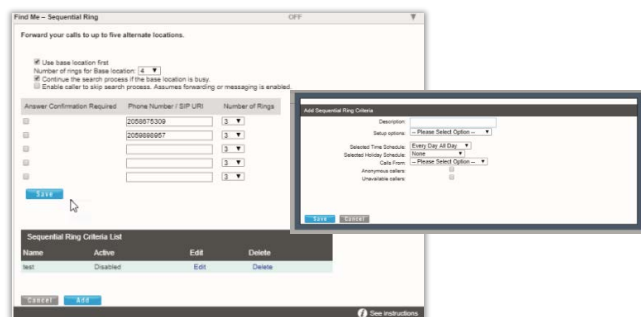 Find Me – Sequential Ring OFF
Forward your calls to up to five alternate locations.
Use base location first
Number of rings for Base location: 4
Continue the search process if the base location is busy.
Enable caller to skip search process. Assumes forwarding or messaging is enabled.
Answer Confirmation Required Phone Number / SIP URI Number of Rings
2058675309 3
2059898957 3
3
3
3
Save
Sequential Ring Criteria List
Name Active Edit Delete
test Disabled Edit Delete
Cancel Add
See instructions
Add Sequential Ring Criteria
Description:
Setup options: -- Please Select Option --
Selected Time Schedule: Every Day All Day
Selected Holiday Schedule: None
Calls From: -- Please Select Option --
Anonymous callers:
Unavailable callers:
Save Cancel